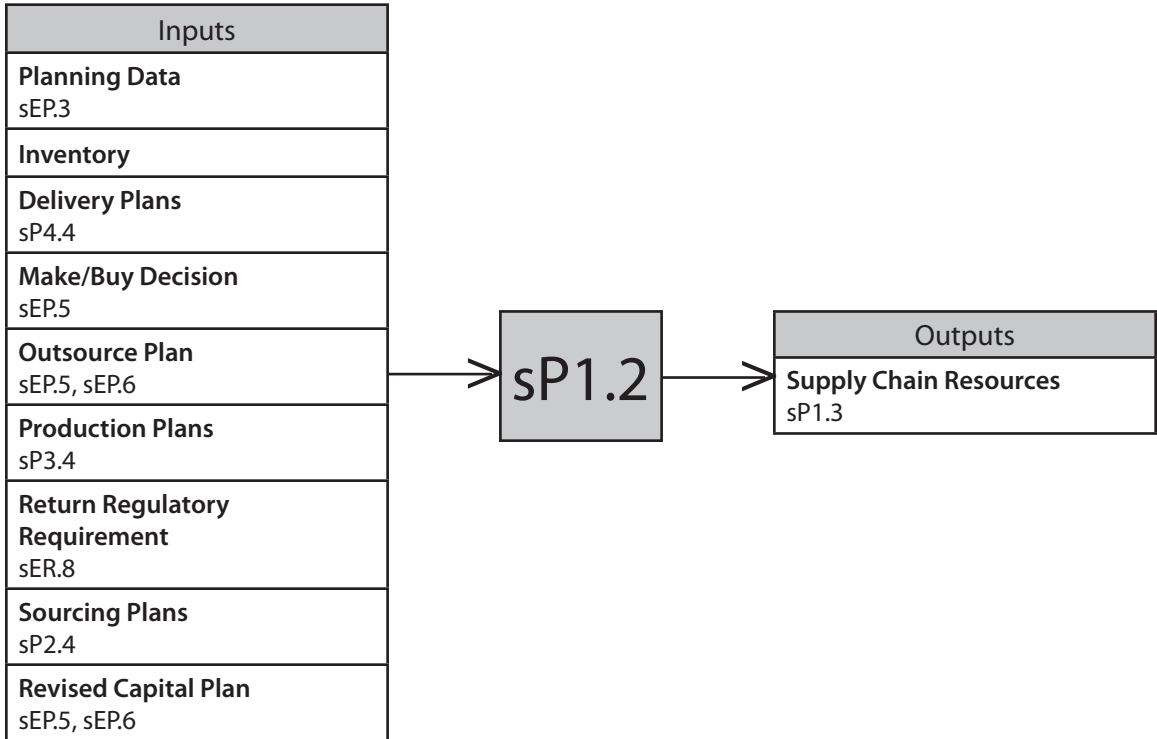 Inputs
Planning Data
sEP.3
Inventory
Delivery Plans
sP4.4
Make/Buy Decision
sEP.5
Outsource Plan
sEP.5, sEP.6
Production Plans
sP3.4
Return Regulatory
Requirement
sER.8
Sourcing Plans
sP2.4
Revised Capital Plan
sEP.5, sEP.6
sP1.2
Outputs
Supply Chain Resources
sP1.3